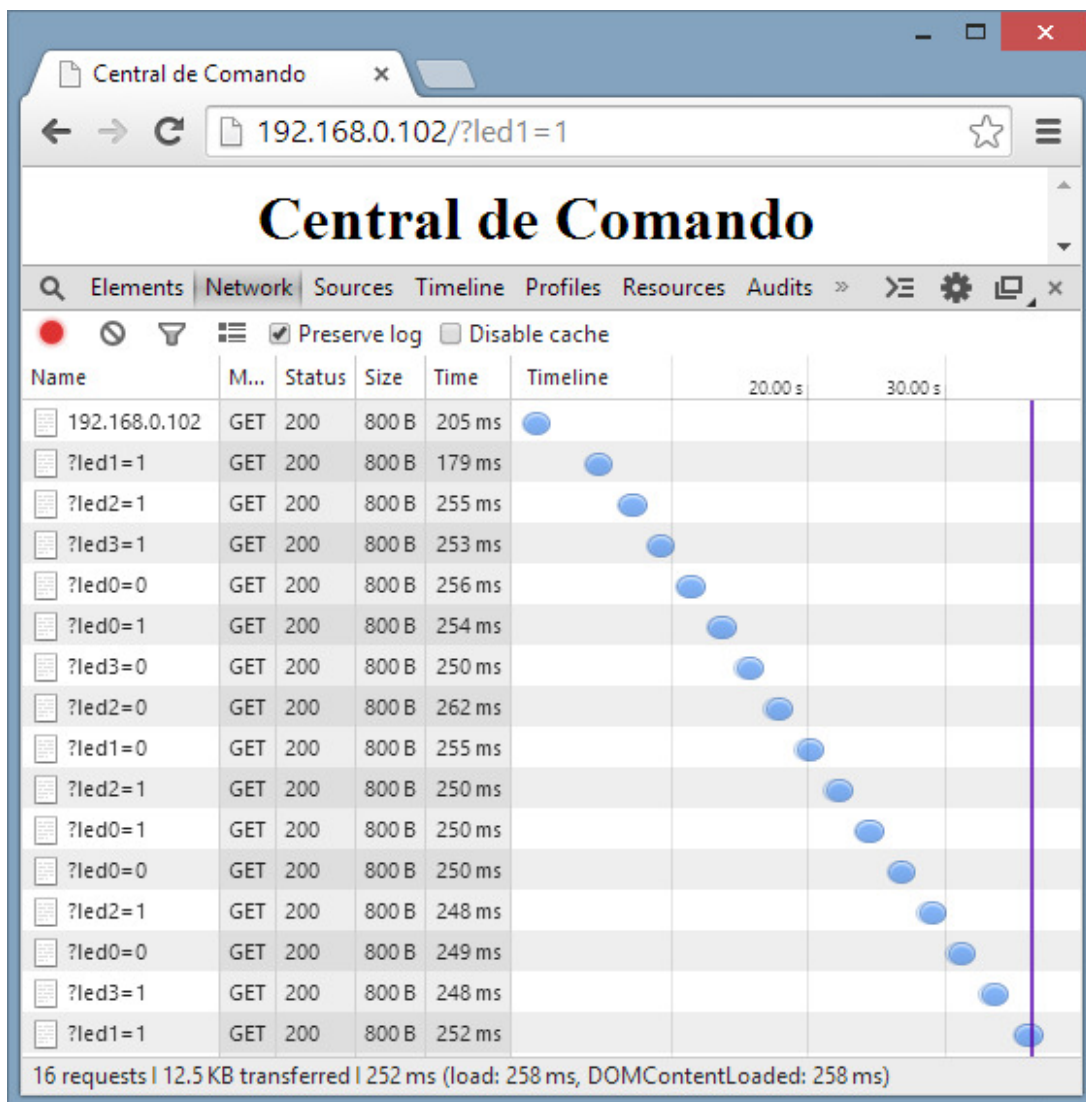 Central de Comando
192.168.0.102/?led1=1
Central de Comando
Elements Network Sources Timeline Profiles Resources Audits »
Preserve log Disable cache
Name M... Status Size Time Timeline 20.00 s 30.00 s
192.168.0.102 GET 200 800 B 205 ms
?led1=1 GET 200 800 B 179 ms
?led2=1 GET 200 800 B 255 ms
?led3=1 GET 200 800 B 253 ms
?led0=0 GET 200 800 B 256 ms
?led0=1 GET 200 800 B 254 ms
?led3=0 GET 200 800 B 250 ms
?led2=0 GET 200 800 B 262 ms
?led1=0 GET 200 800 B 255 ms
?led2=1 GET 200 800 B 250 ms
?led0=1 GET 200 800 B 250 ms
?led0=0 GET 200 800 B 250 ms
?led2=1 GET 200 800 B 248 ms
?led0=0 GET 200 800 B 249 ms
?led3=1 GET 200 800 B 248 ms
?led1=1 GET 200 800 B 252 ms
16 requests | 12.5 KB transferred | 252 ms (load: 258 ms, DOMContentLoaded: 258 ms)